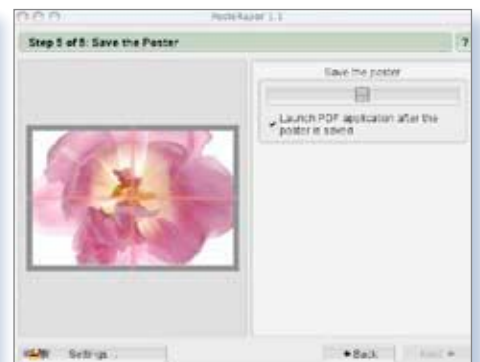 PosteRazor 1.1
Step 5 of 5: Save the Poster
?
Save the poster
Launch PDF application after the
poster is saved
Settings...
Back
Next